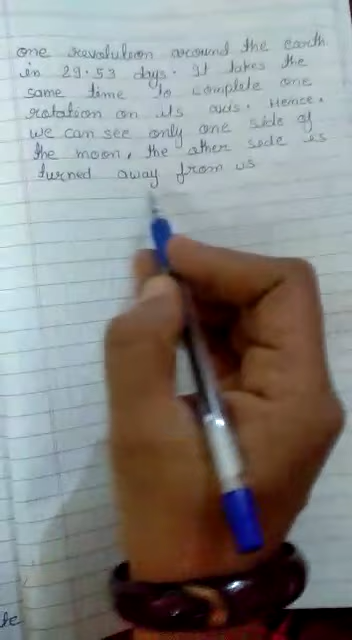 one revolution around the earth
in 29.53 days. It takes the
same time to complete one
rotation on its axis. Hence,
we can see only one side of
the moon, the other side is
turned away from us